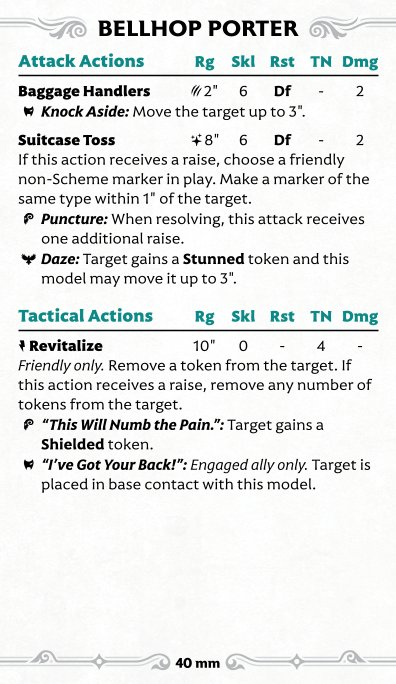 BELLHOP PORTER
Attack Actions Rg Skl Rst TN Dmg
Baggage Handlers 2" 6 Df - 2
Knock Aside: Move the target up to 3".
Suitcase Toss 8" 6 Df - 2
If this action receives a raise, choose a friendly
non-Scheme marker in play. Make a marker of the
same type within 1" of the target.
Puncture: When resolving, this attack receives
one additional raise.
Daze: Target gains a Stunned token and this
model may move it up to 3".
Tactical Actions Rg Skl Rst TN Dmg
Revitalize 10" 0 - 4 -
Friendly only. Remove a token from the target. If
this action receives a raise, remove any number of
tokens from the target.
“This Will Numb the Pain.”: Target gains a
Shielded token.
“I’ve Got Your Back!”: Engaged ally only. Target is
placed in base contact with this model.
40 mm